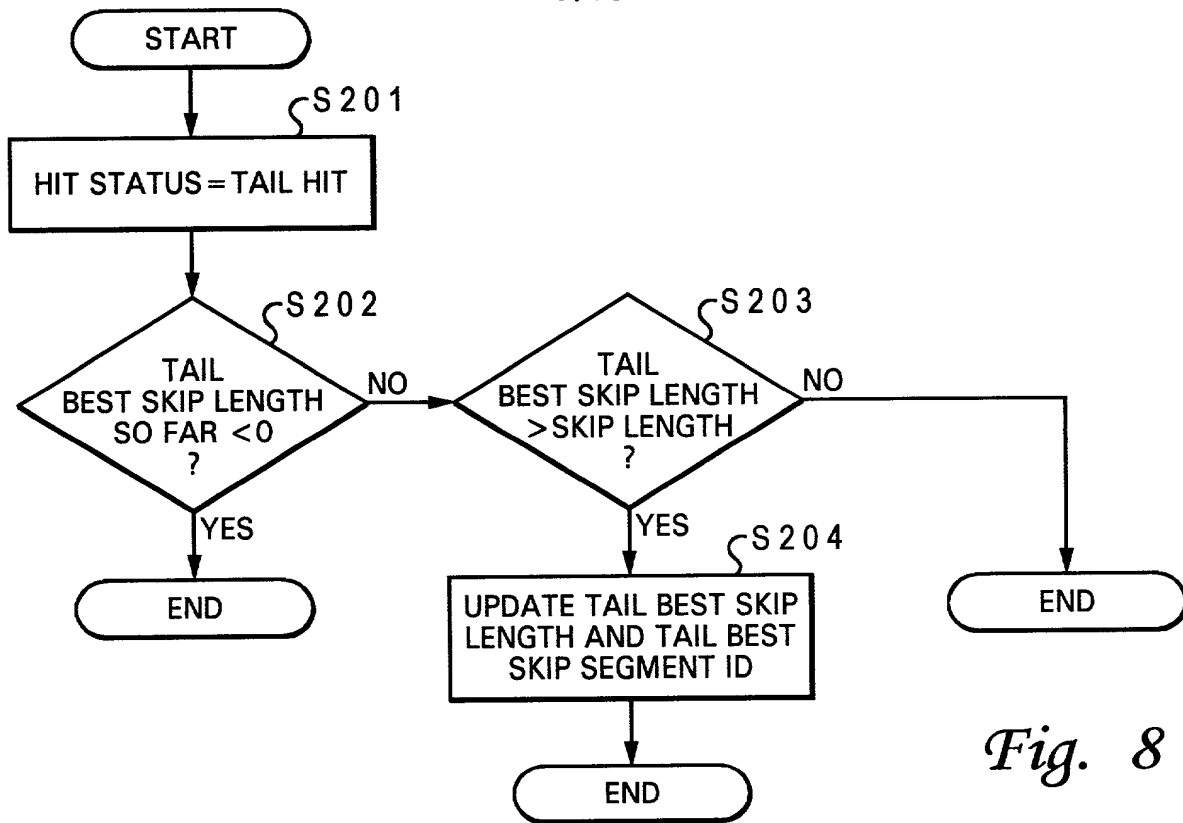 START
S201
HIT STATUS=TAIL HIT
S202
TAIL
BEST SKIP LENGTH
SO FAR <0
?
NO
YES
END
S203
TAIL
BEST SKIP LENGTH
>SKIP LENGTH
?
NO
YES
END
S204
UPDATE TAIL BEST SKIP
LENGTH AND TAIL BEST
SKIP SEGMENT ID
END
Fig. 8